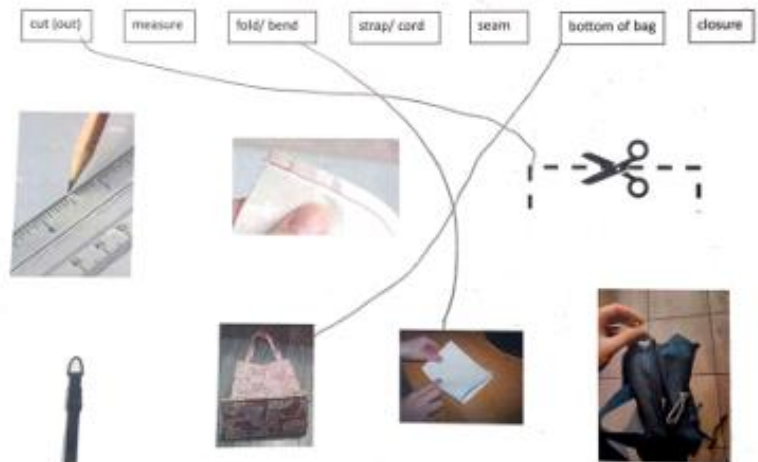 cut (out) measure fold/ bend strap/ cord seam bottom of bag closure